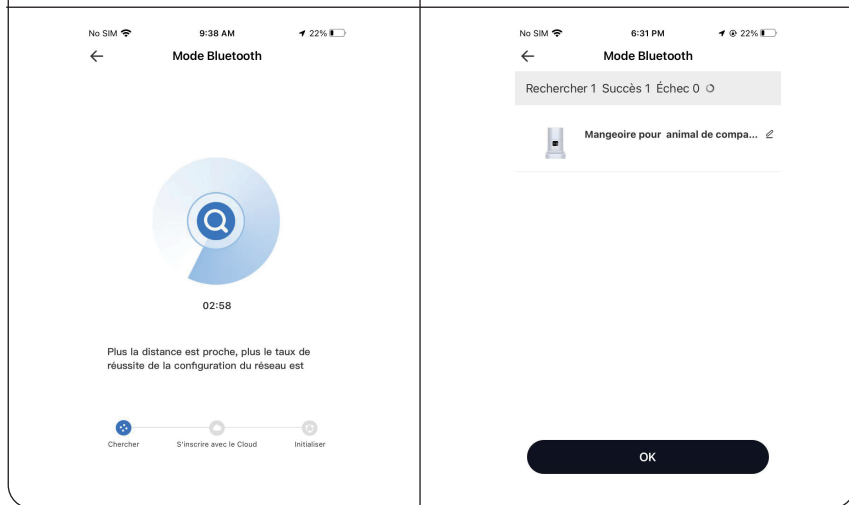 No SIM 9:38 AM 22%
Mode Bluetooth
02:58
Plus la distance est proche, plus le taux de
réussite de la configuration du réseau est
Chercher S'inscrire avec le Cloud Initialiser
No SIM 6:31 PM 22%
Mode Bluetooth
Rechercher 1 Succès 1 Échec 0
Mangeoire pour animal de compa...
OK